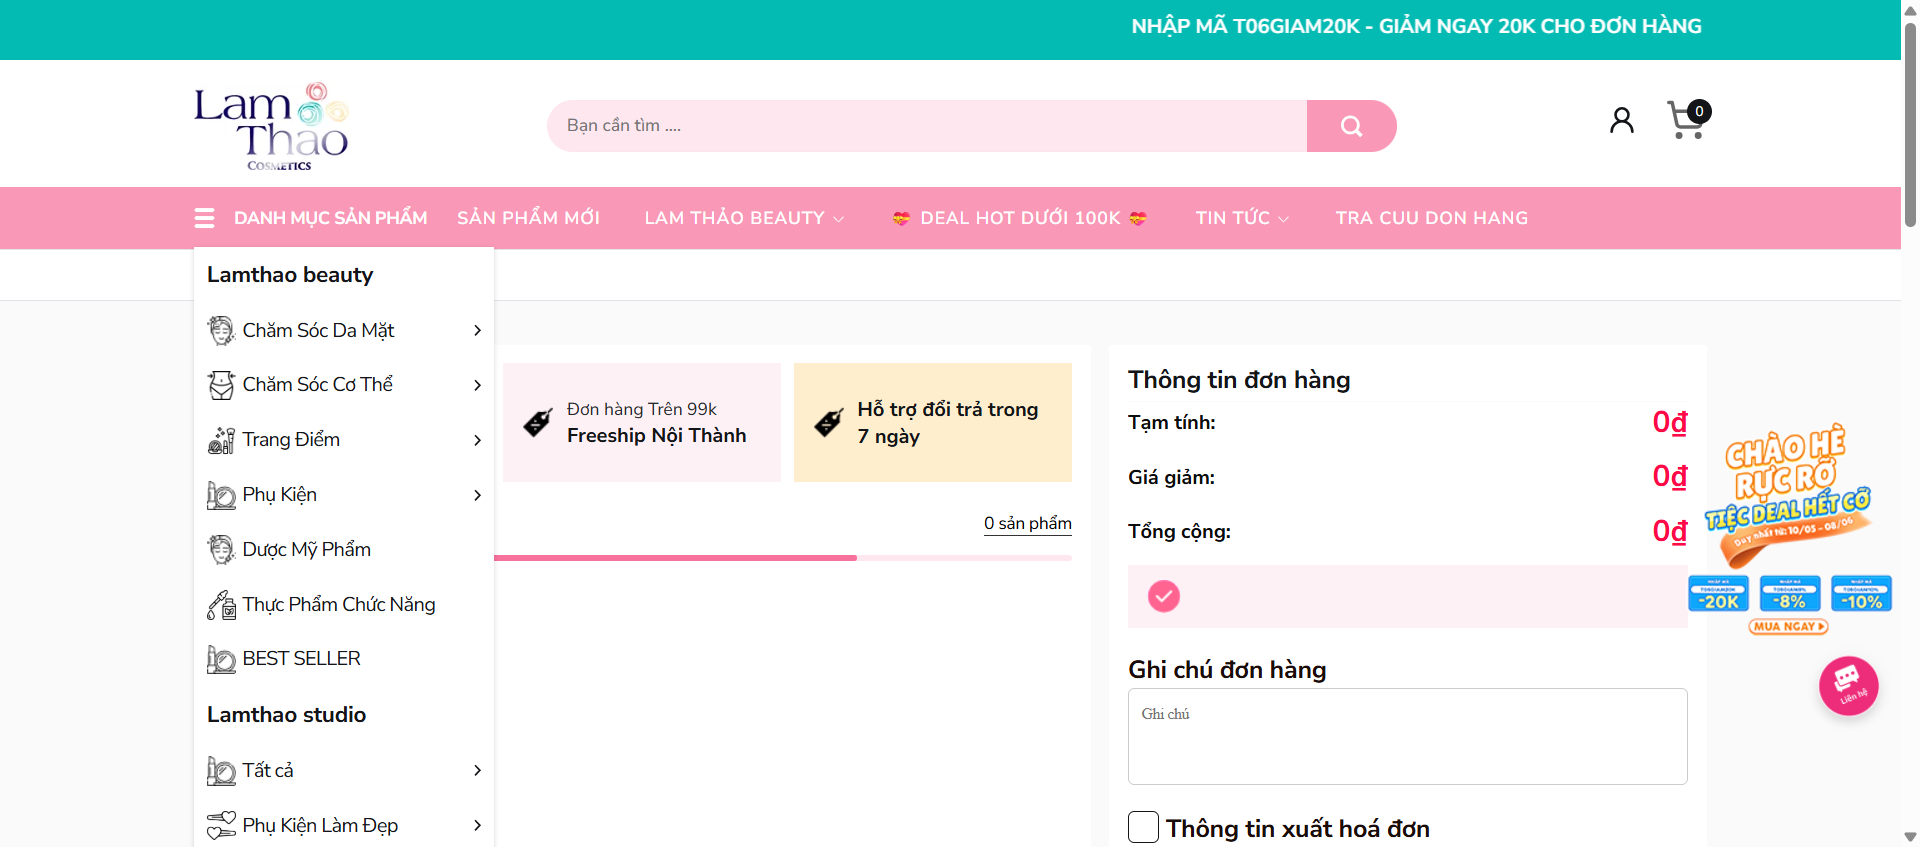 NHẬP MÃ T06GIAM20K - GIẢM NGAY 20K CHO ĐƠN HÀNG
Lam
Thao
COSMETICS
Bạn cần tìm ....
0
DANH MỤC SẢN PHẨM
SẢN PHẨM MỚI
LAM THẢO BEAUTY
💝 DEAL HOT DƯỚI 100K 💝
TIN TỨC
TRA CUU DON HANG
Lamthao beauty
Chăm Sóc Da Mặt
Chăm Sóc Cơ Thể
Trang Điểm
Phụ Kiện
Dược Mỹ Phẩm
Thực Phẩm Chức Năng
BEST SELLER
Lamthao studio
Tất cả
Phụ Kiện Làm Đẹp
Đơn hàng Trên 99k
Freeship Nội Thành
Hỗ trợ đổi trả trong
7 ngày
0 sản phẩm
Thông tin đơn hàng
Tạm tính:
0₫
Giá giảm:
0₫
Tổng cộng:
0₫
Ghi chú đơn hàng
Ghi chú
Thông tin xuất hoá đơn
CHÀO HÈ
RỰC RỠ
TIỆC DEAL HẾT CỠ
Duy nhất từ: 10/05 - 08/06
NHẬP MÃ
-20K
NHẬP MÃ
-8%
NHẬP MÃ
-10%
MUA NGAY
Liên hệ